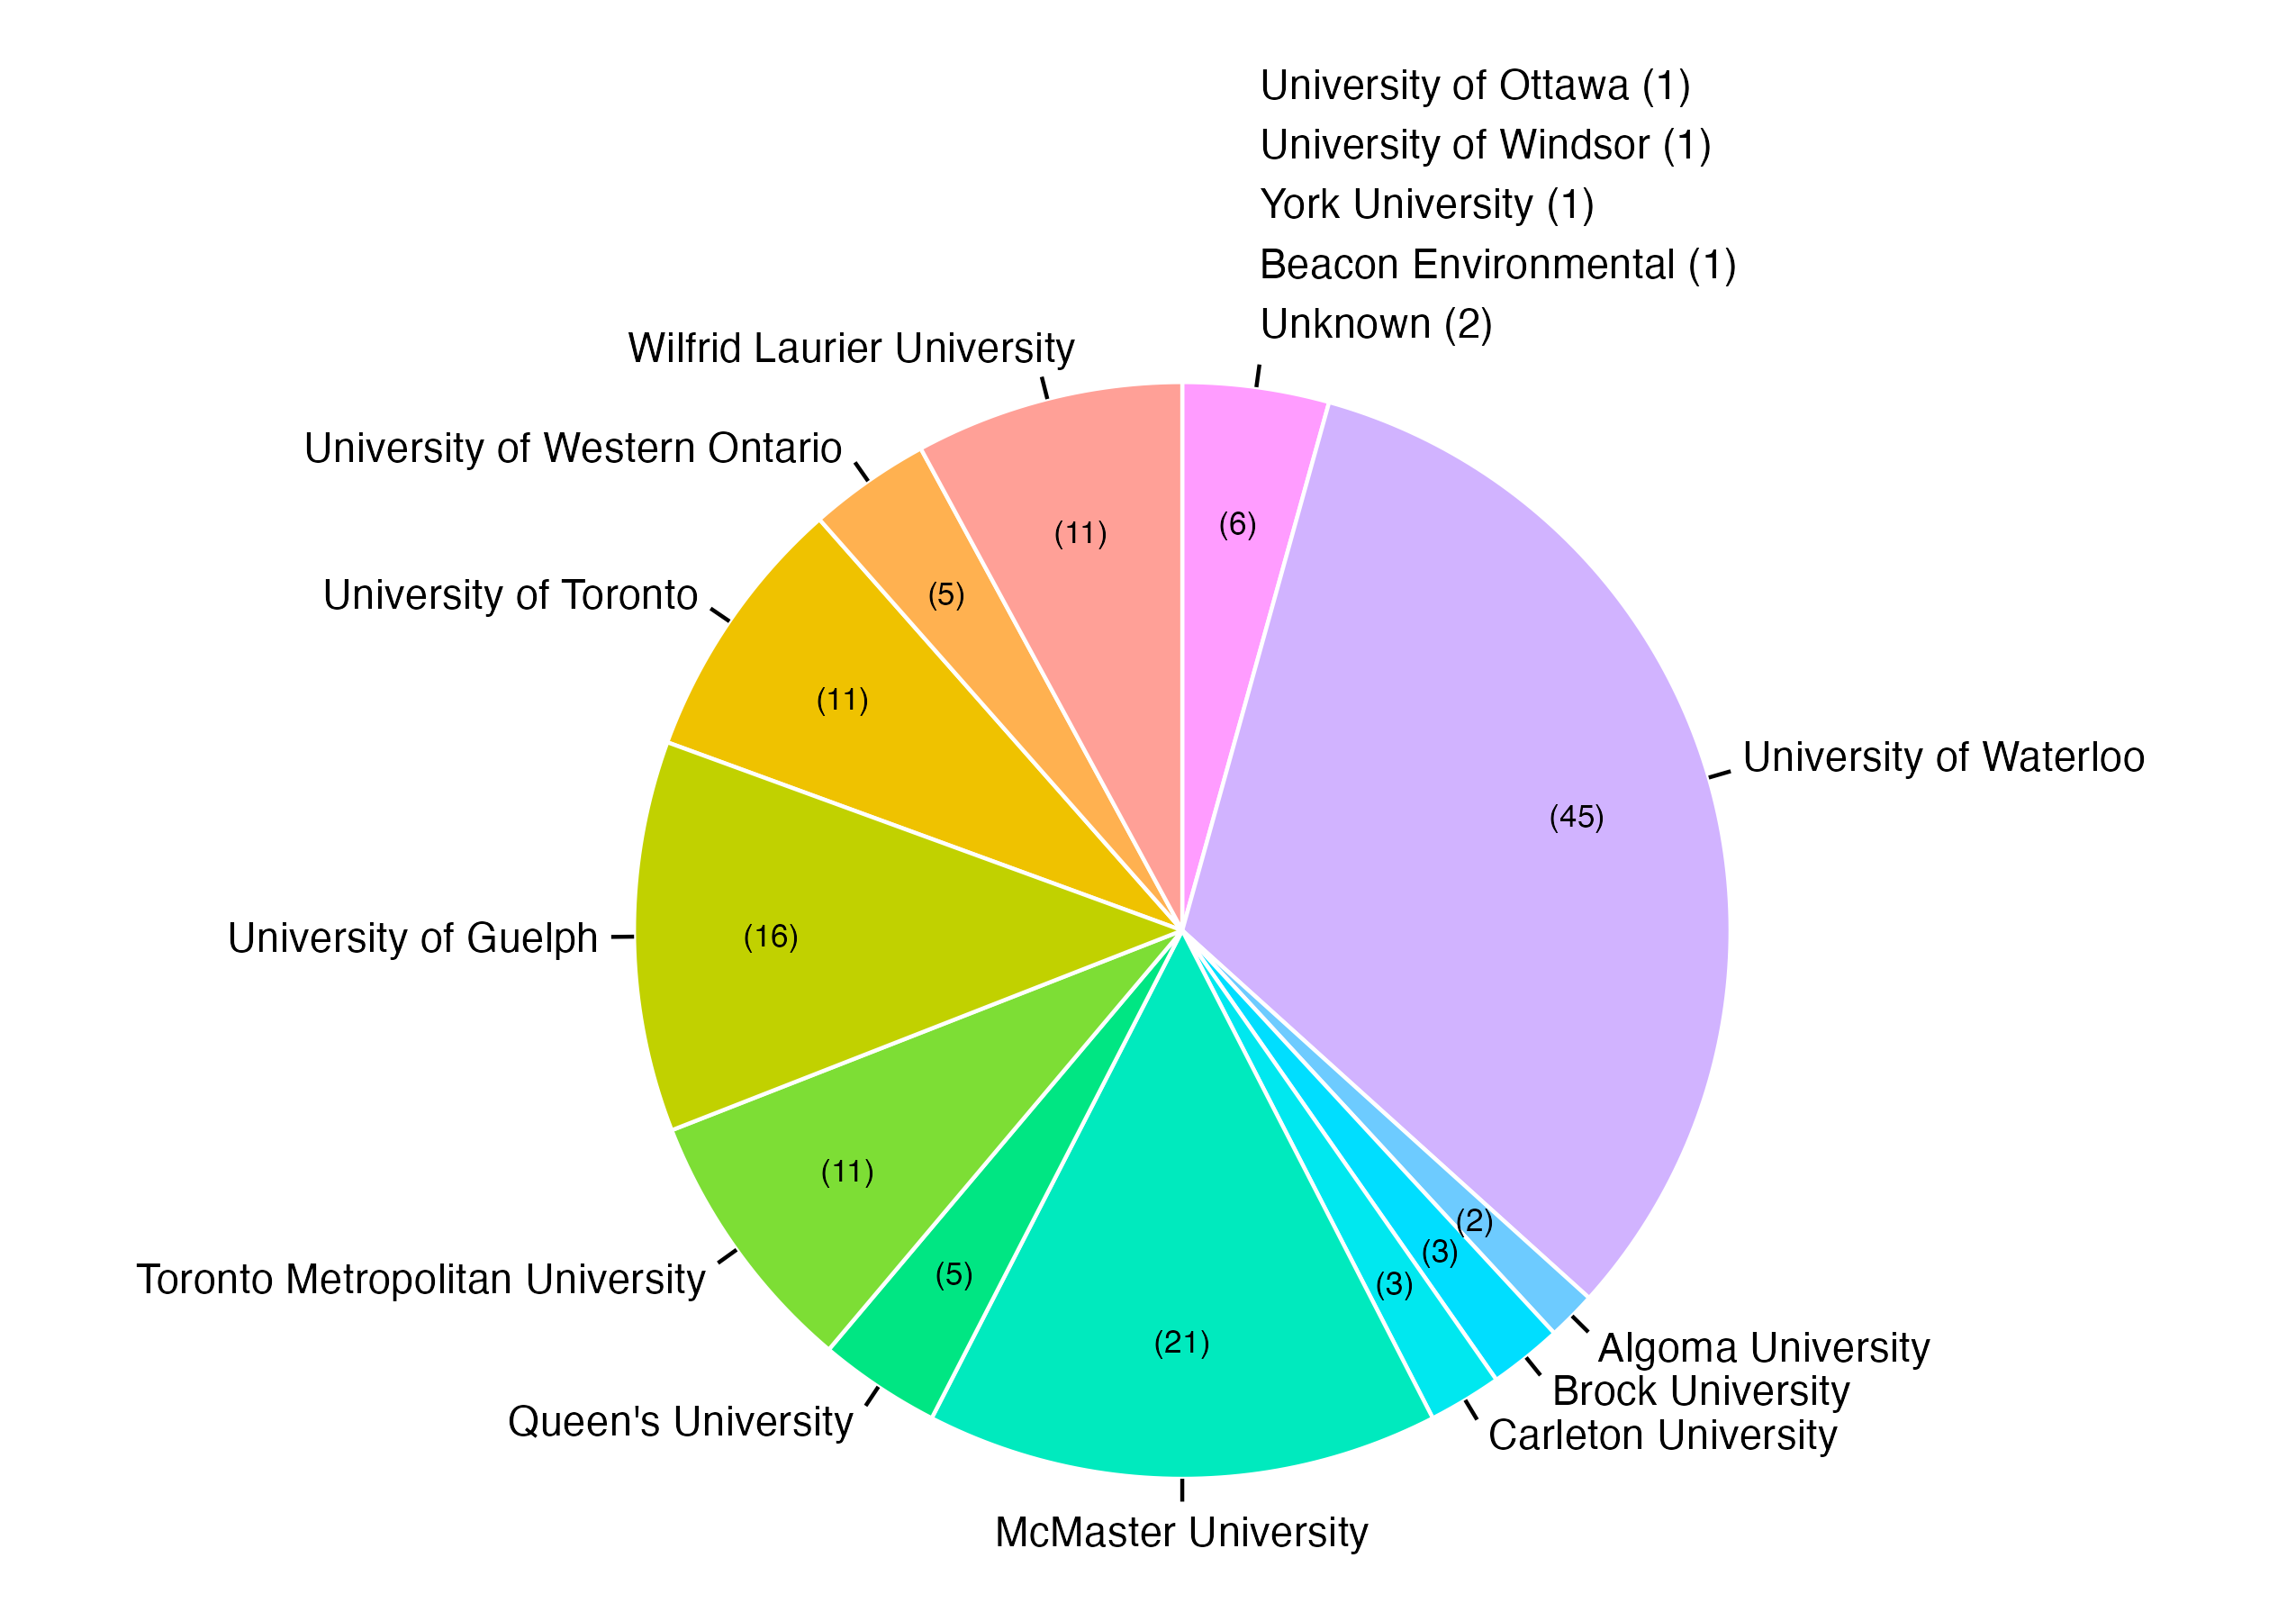 University of Ottawa (1)
University of Windsor (1)
York University (1)
Beacon Environmental (1)
Unknown (2)
Wilfrid Laurier University
University of Western Ontario
(6)
(11)
University of Toronto
(5)
(11)
University of Waterloo
(45)
University of Guelph
(16)
(11)
(2)
(3)
Toronto Metropolitan University
(5)
(3)
(21)
Algoma University
Brock University
Queen's University
Carleton University
McMaster University